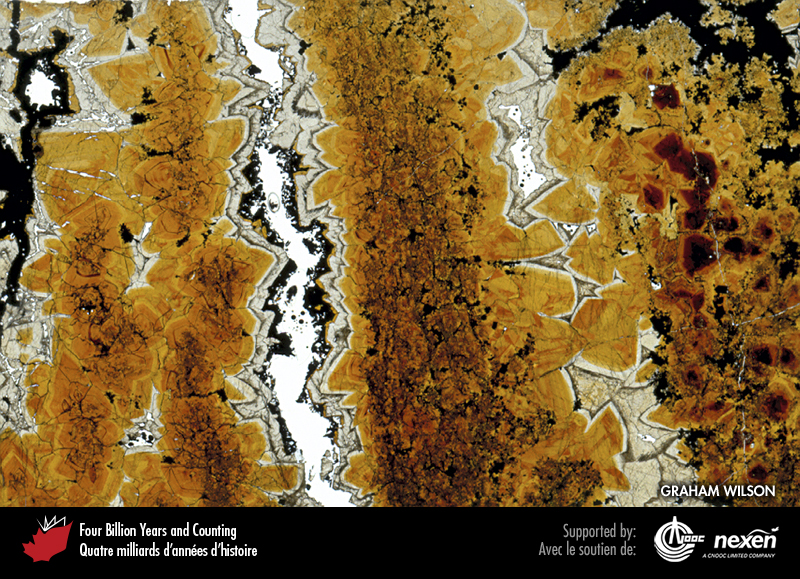 GRAHAM WILSON
Four Billion Years and Counting
Quatre milliards d'années d'histoire
Supported by:
Avec le soutien de:
CNOOC
nexen
A CNOOC LIMITED COMPANY